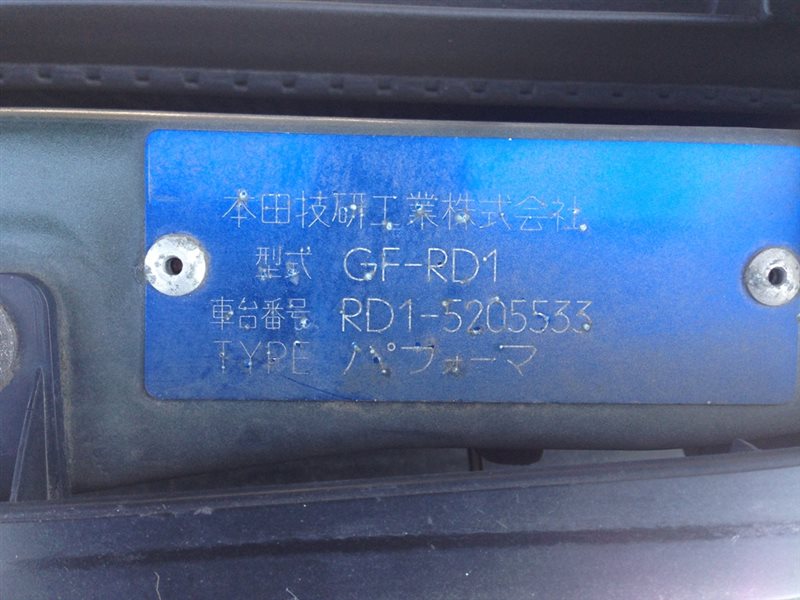 本田技研工業株式会社
型式 GF-RD1
車台番号 RD1-5205533
TYPE パフォーマ